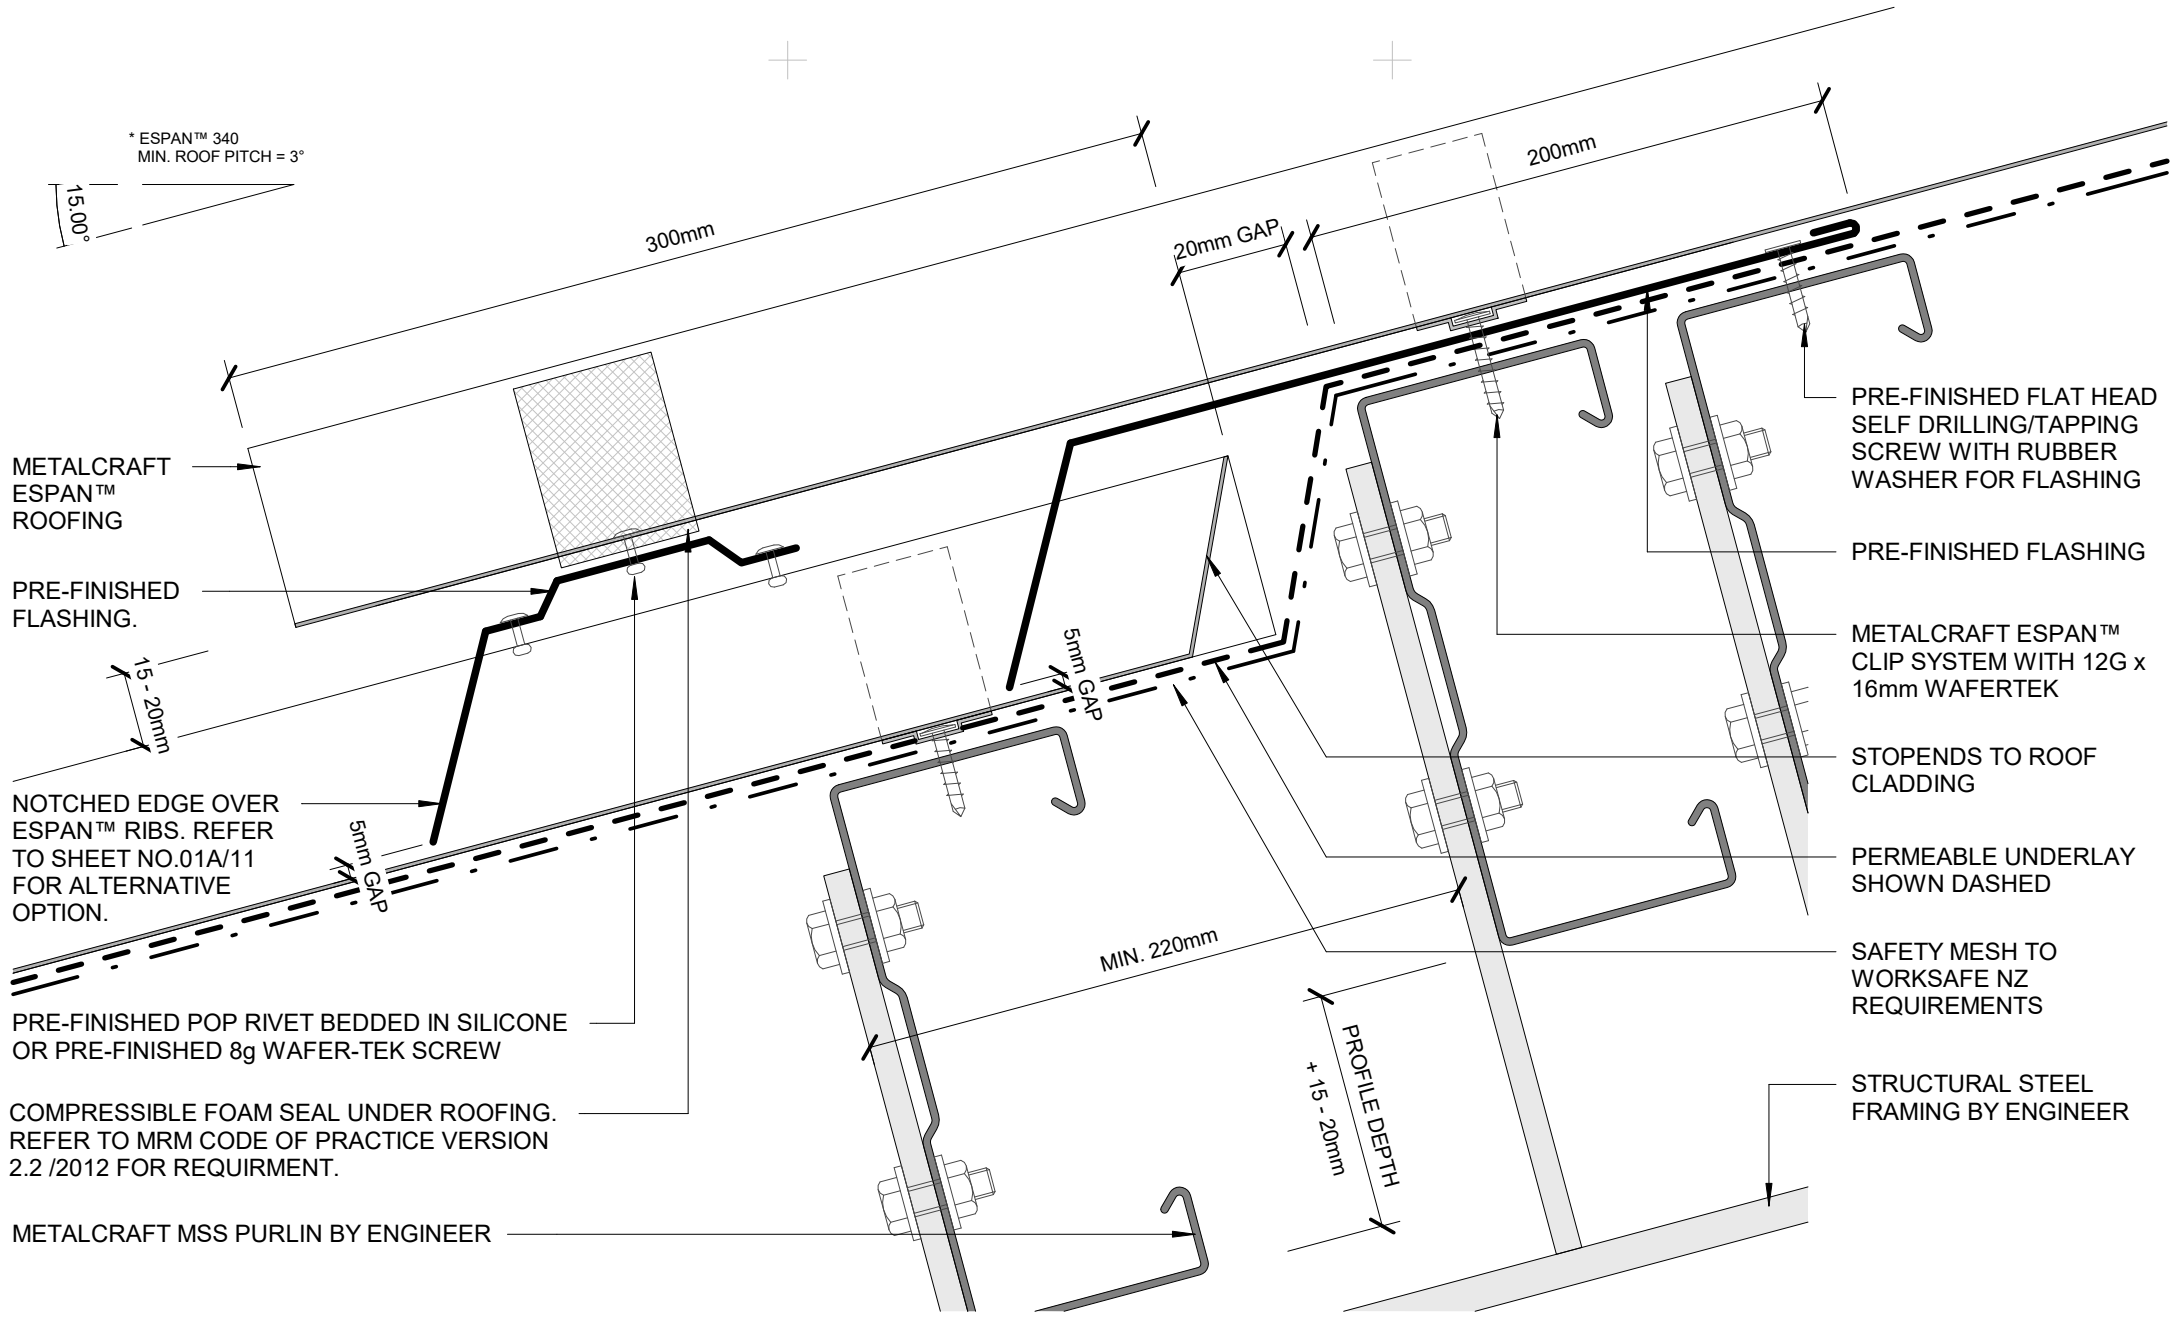 * ESPAN™ 340
MIN. ROOF PITCH = 3°
15.00°
300mm
20mm GAP
200mm
METALCRAFT
ESPAN™
ROOFING
PRE-FINISHED
FLASHING.
15 - 20mm
NOTCHED EDGE OVER
ESPAN™ RIBS. REFER
TO SHEET NO.01A/11
FOR ALTERNATIVE
OPTION.
5mm GAP
PRE-FINISHED POP RIVET BEDDED IN SILICONE
OR PRE-FINISHED 8g WAFER-TEK SCREW
COMPRESSIBLE FOAM SEAL UNDER ROOFING.
REFER TO MRM CODE OF PRACTICE VERSION
2.2 /2012 FOR REQUIRMENT.
METALCRAFT MSS PURLIN BY ENGINEER
5mm GAP
MIN. 220mm
PROFILE DEPTH
+ 15 - 20mm
PRE-FINISHED FLAT HEAD
SELF DRILLING/TAPPING
SCREW WITH RUBBER
WASHER FOR FLASHING
PRE-FINISHED FLASHING
METALCRAFT ESPAN™
CLIP SYSTEM WITH 12G x
16mm WAFERTEK
STOPENDS TO ROOF
CLADDING
PERMEABLE UNDERLAY
SHOWN DASHED
SAFETY MESH TO
WORKSAFE NZ
REQUIREMENTS
STRUCTURAL STEEL
FRAMING BY ENGINEER